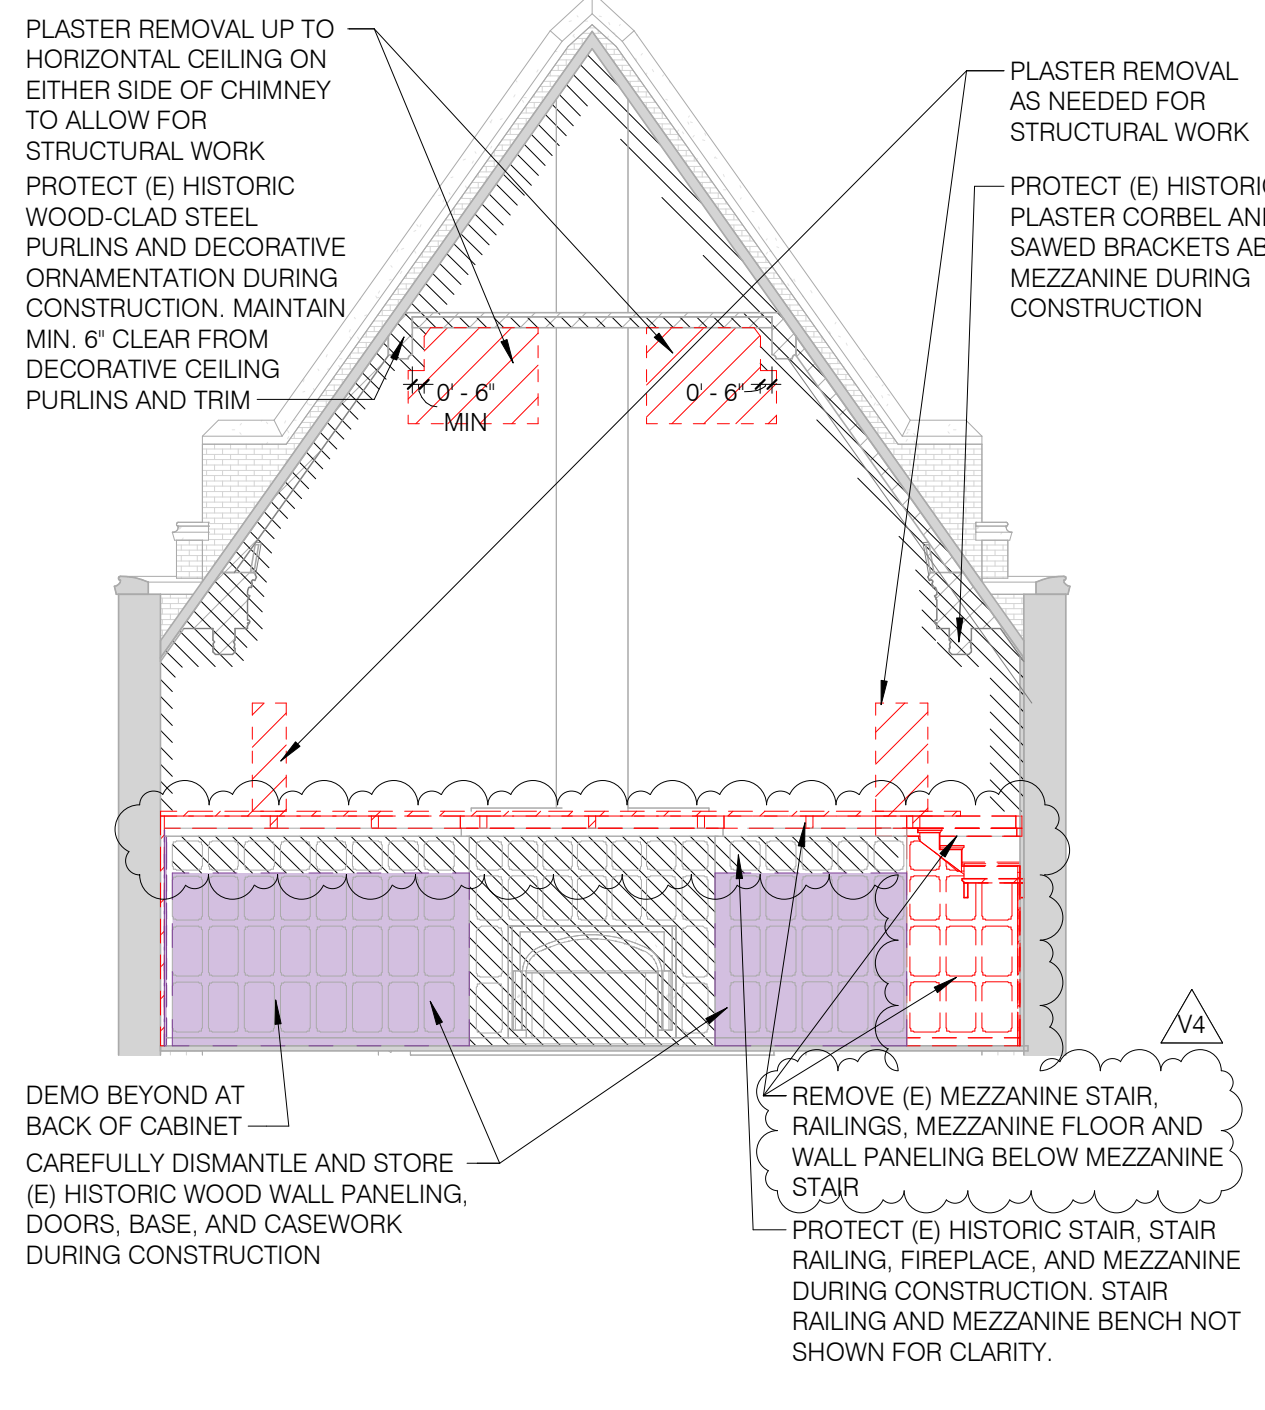 PLASTER REMOVAL UP TO
HORIZONTAL CEILING ON
EITHER SIDE OF CHIMNEY
TO ALLOW FOR
STRUCTURAL WORK
PROTECT (E) HISTORIC
WOOD-CLAD STEEL
PURLINS AND DECORATIVE
ORNAMENTATION DURING
CONSTRUCTION. MAINTAIN
MIN. 6" CLEAR FROM
DECORATIVE CEILING
PURLINS AND TRIM
PLASTER REMOVAL
AS NEEDED FOR
STRUCTURAL WORK
PROTECT (E) HISTORIC
PLASTER CORBEL AN
SAWED BRACKETS AB
MEZZANINE DURING
CONSTRUCTION
0' - 6"
MIN
0' - 6"
V4
DEMO BEYOND AT
BACK OF CABINET
CAREFULLY DISMANTLE AND STORE
(E) HISTORIC WOOD WALL PANELING,
DOORS, BASE, AND CASEWORK
DURING CONSTRUCTION
REMOVE (E) MEZZANINE STAIR,
RAILINGS, MEZZANINE FLOOR AND
WALL PANELING BELOW MEZZANINE
STAIR
PROTECT (E) HISTORIC STAIR, STAIR
RAILING, FIREPLACE, AND MEZZANINE
DURING CONSTRUCTION. STAIR
RAILING AND MEZZANINE BENCH NOT
SHOWN FOR CLARITY.